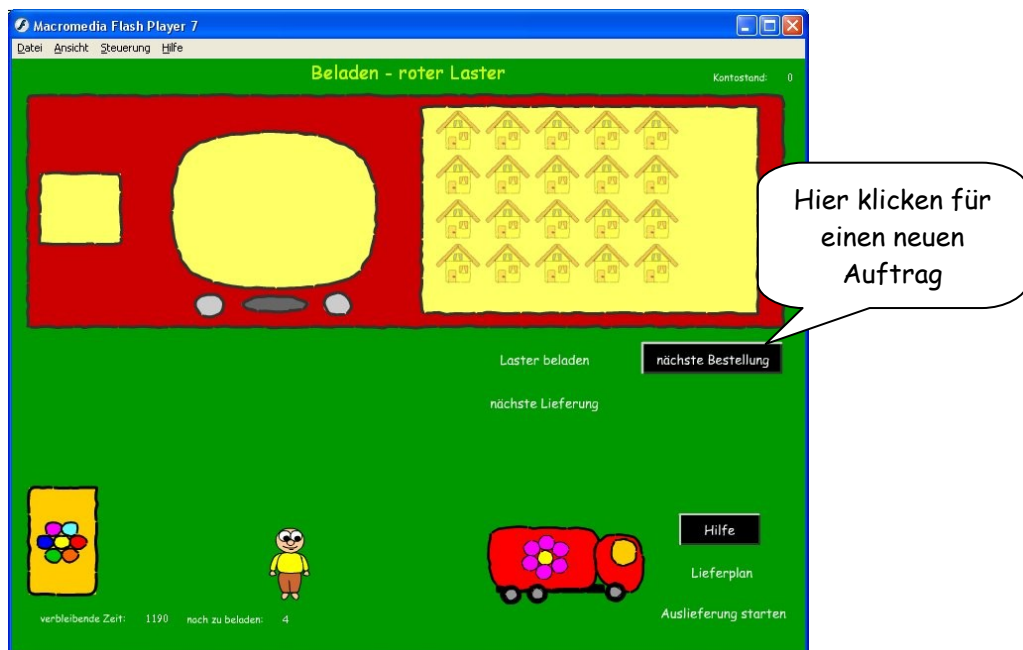 Macromedia Flash Player 7
Datei Ansicht Steuerung Hilfe
Beladen - roter Laster
Kontostand: 0
Hier klicken für
einen neuen
Auftrag
Laster beladen
nächste Bestellung
nächste Lieferung
Hilfe
Lieferplan
Auslieferung starten
verbleibende Zeit: 1190 noch zu beladen: 4